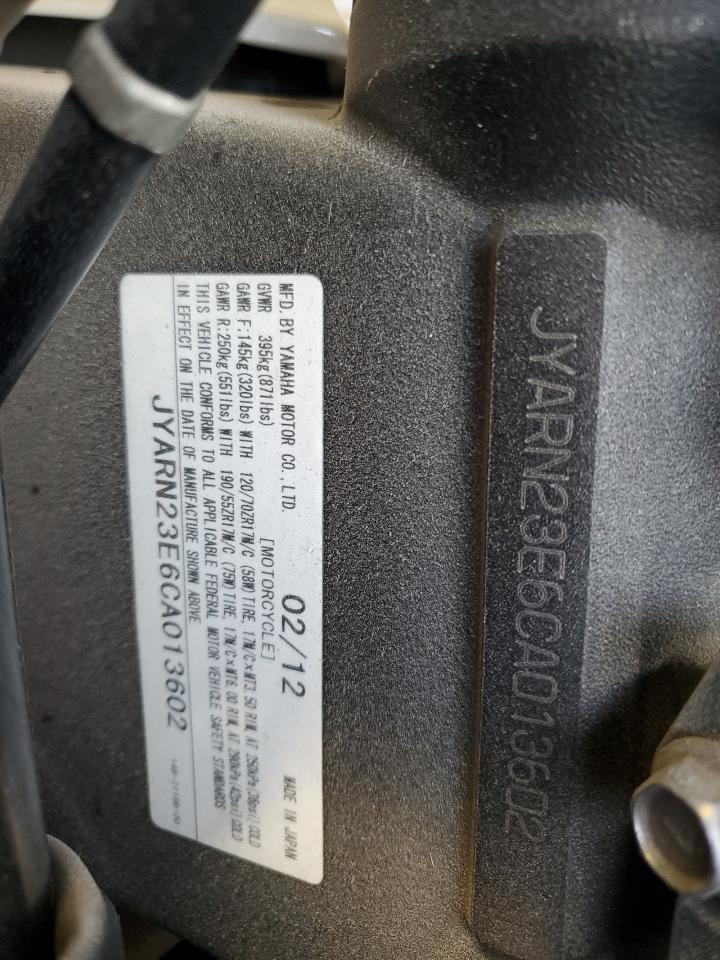 MFD. BY YAMAHA MOTOR CO., LTD. 02/12 MADE IN JAPAN
GVWR 395kg(871lbs) [MOTORCYCLE]
GAWR F:145kg(320lbs) WITH 120/70ZR17M/C (58W) TIRE, 17M/C x MT3.50 RIM, AT 250kPa(36psi) COLD
GAWR R:250kg(551lbs) WITH 190/55ZR17M/C (75W) TIRE, 17M/C x MT6.00 RIM, AT 290kPa(42psi) COLD
THIS VEHICLE CONFORMS TO ALL APPLICABLE FEDERAL MOTOR VEHICLE SAFETY STANDARDS
IN EFFECT ON THE DATE OF MANUFACTURE SHOWN ABOVE
JYARN23E6CA013602
JYARN23E6CA013602